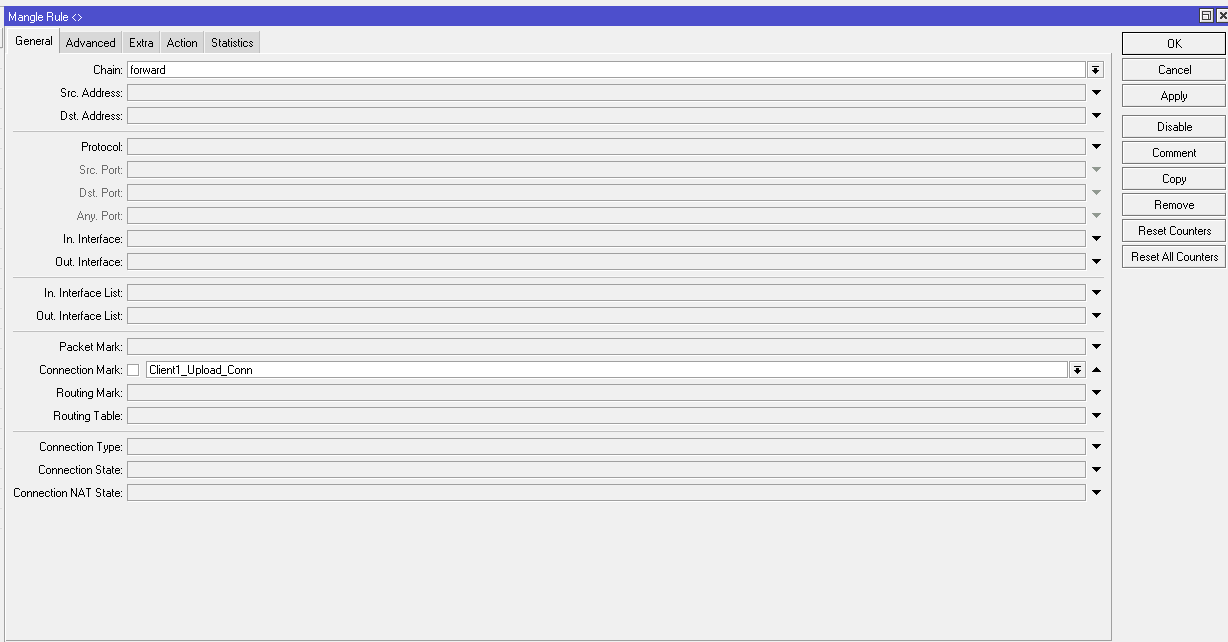 Mangle Rule <>
General Advanced Extra Action Statistics
Chain: forward
Src. Address:
Dst. Address:
Protocol:
Src. Port:
Dst. Port:
Any. Port:
In. Interface:
Out. Interface:
In. Interface List:
Out. Interface List:
Packet Mark:
Connection Mark: Client1_Upload_Conn
Routing Mark:
Routing Table:
Connection Type:
Connection State:
Connection NAT State:
OK
Cancel
Apply
Disable
Comment
Copy
Remove
Reset Counters
Reset All Counters